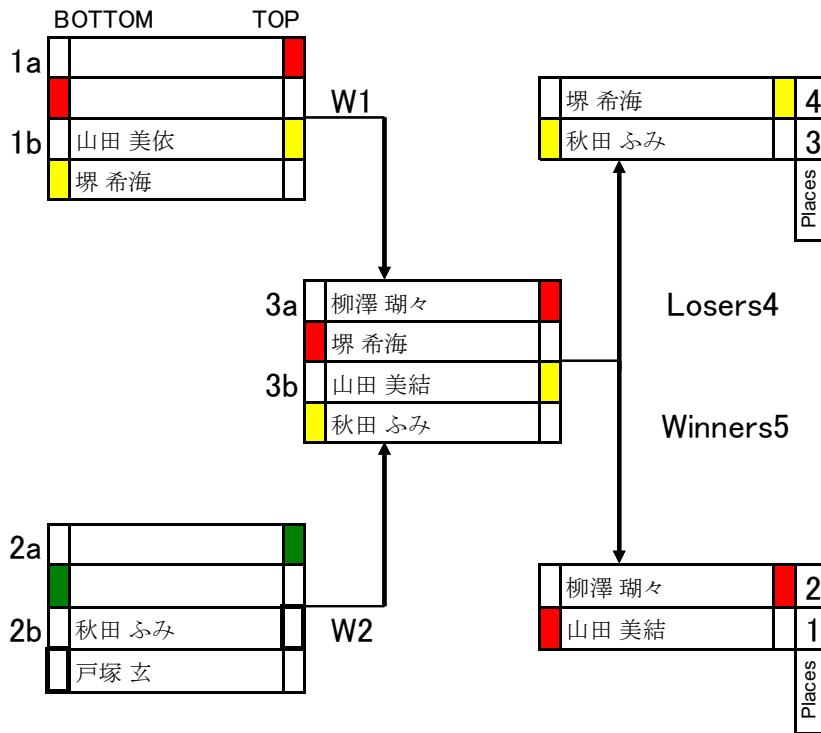 BOTTOM TOP
1a
W1
1b 山田 美依
堺 希海
堺 希海 4
秋田 ふみ 3
Places
3a 柳澤 瑚々
堺 希海
3b 山田 美結
秋田 ふみ
Losers4
Winners5
2a
2b 秋田 ふみ
W2
戸塚 玄
柳澤 瑚々 2
山田 美結 1
Places